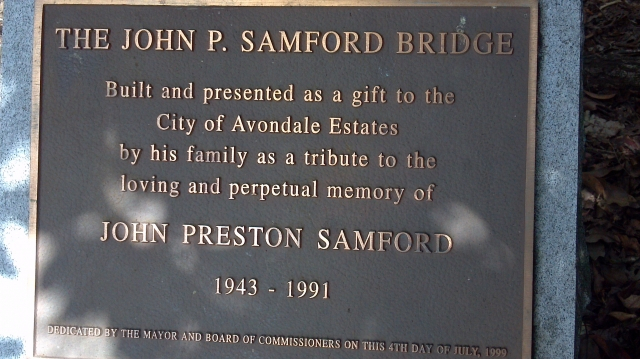 THE JOHN P. SAMFORD BRIDGE
Built and presented as a gift to the
City of Avondale Estates
by his family as a tribute to the
loving and perpetual memory of
JOHN PRESTON SAMFORD
1943 - 1991
DEDICATED BY THE MAYOR AND BOARD OF COMMISSIONERS ON THIS 4TH DAY OF JULY,